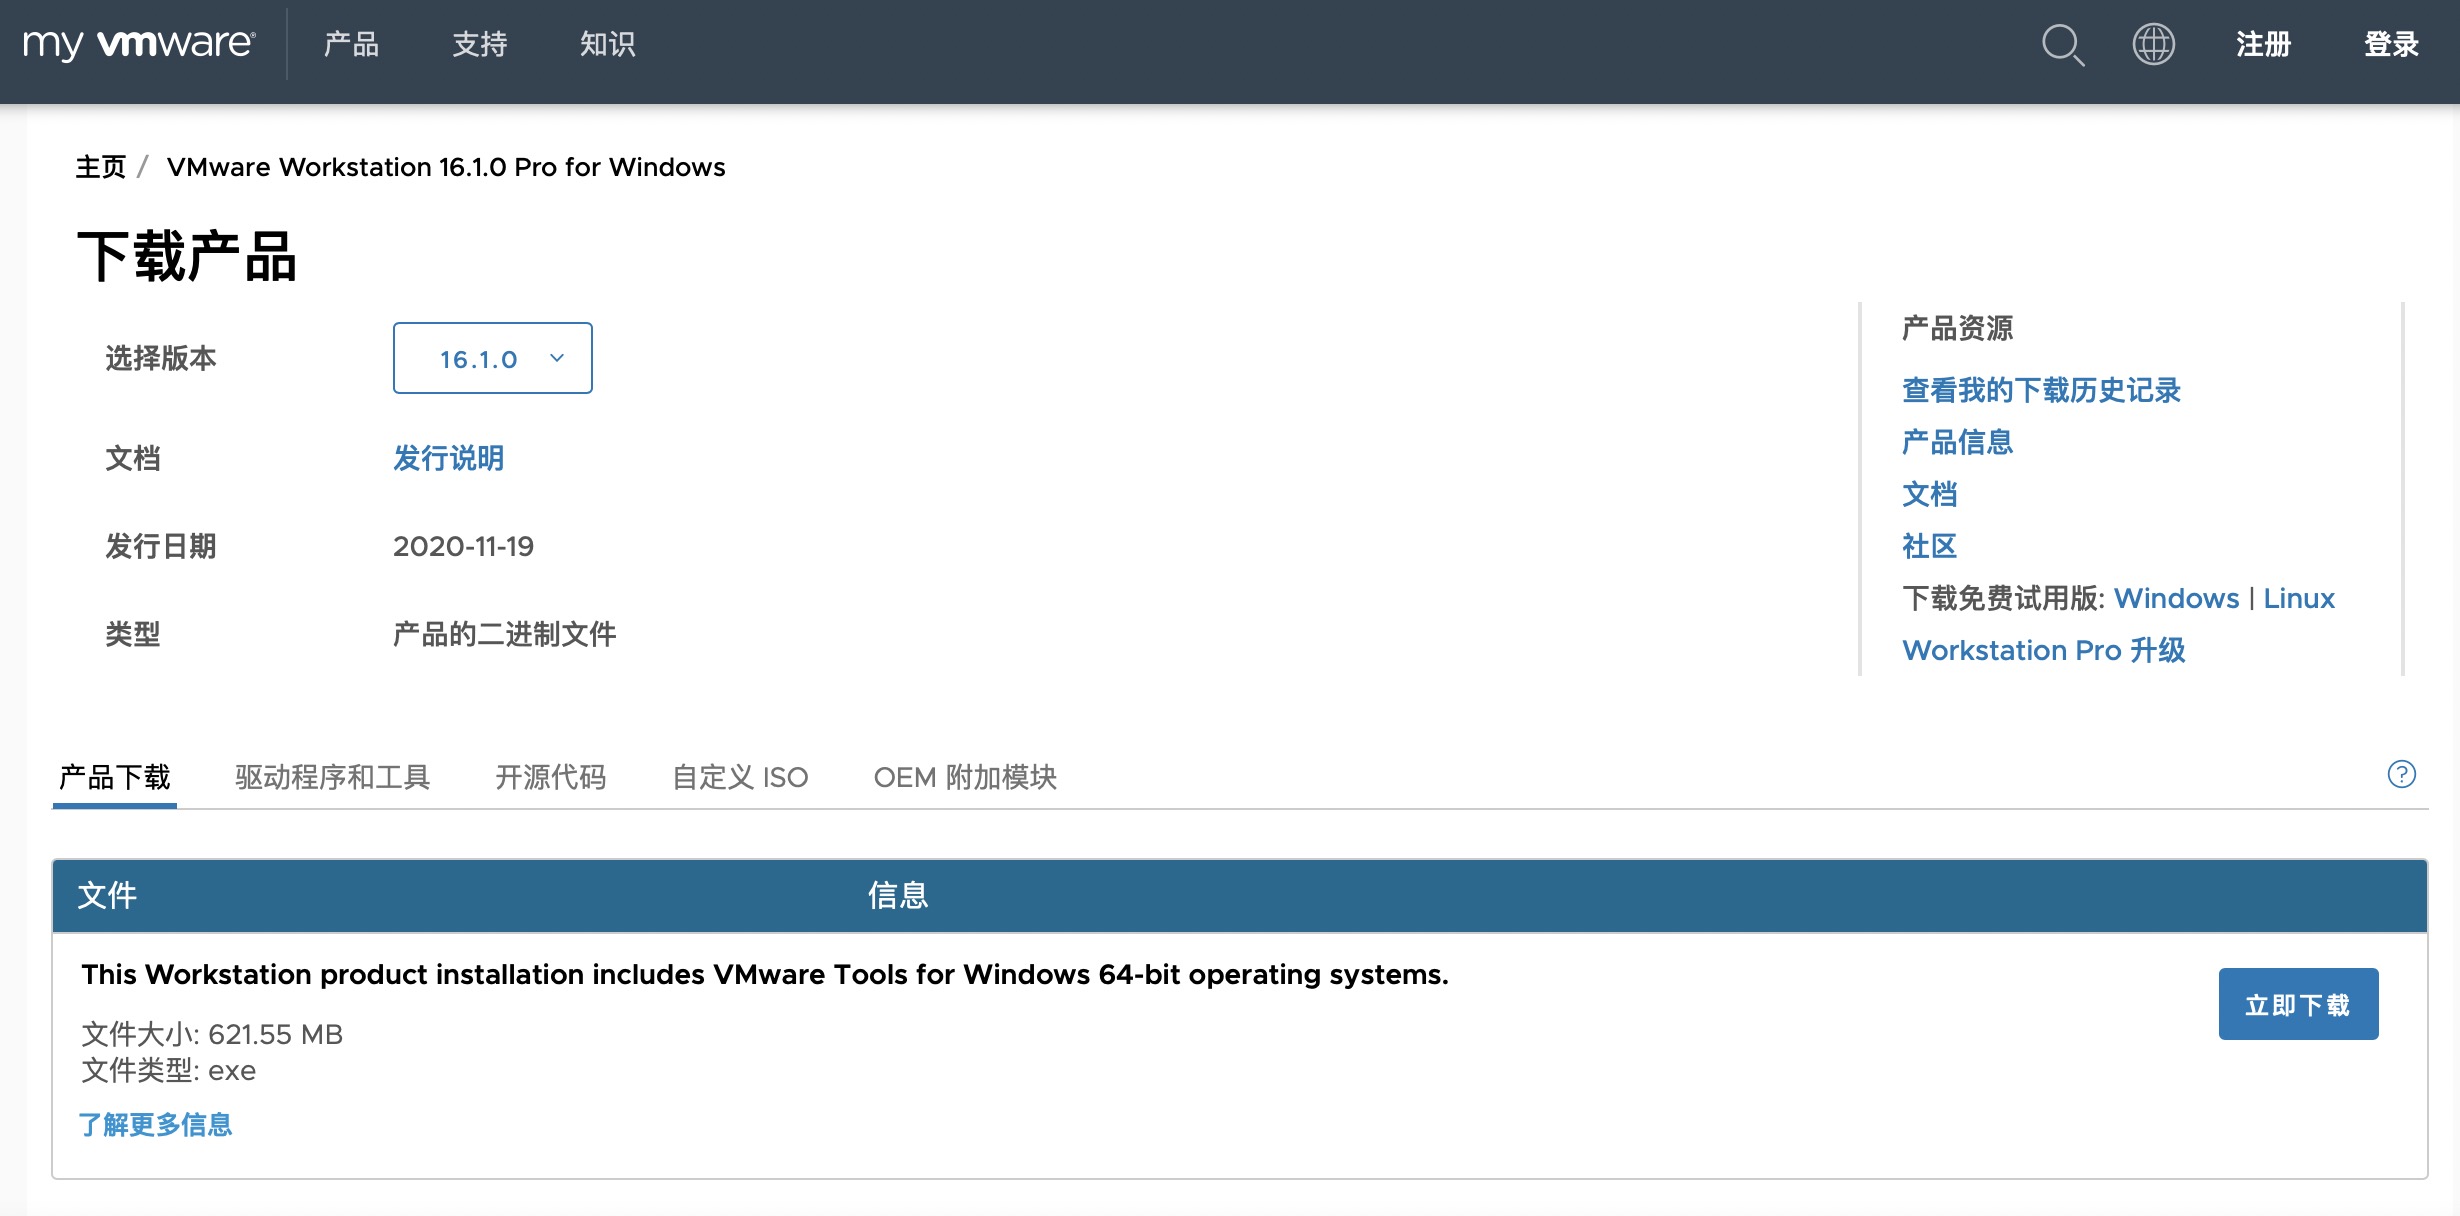 my vmware® 产品 支持 知识 注册 登录
主页 / VMware Workstation 16.1.0 Pro for Windows
下载产品
选择版本 16.1.0
文档 发行说明
发行日期 2020-11-19
类型 产品的二进制文件
产品资源
查看我的下载历史记录
产品信息
文档
社区
下载免费试用版: Windows | Linux
Workstation Pro 升级
产品下载 驱动程序和工具 开源代码 自定义 ISO OEM 附加模块 ?
文件 信息
This Workstation product installation includes VMware Tools for Windows 64-bit operating systems.
文件大小: 621.55 MB
文件类型: exe
立即下载
了解更多信息